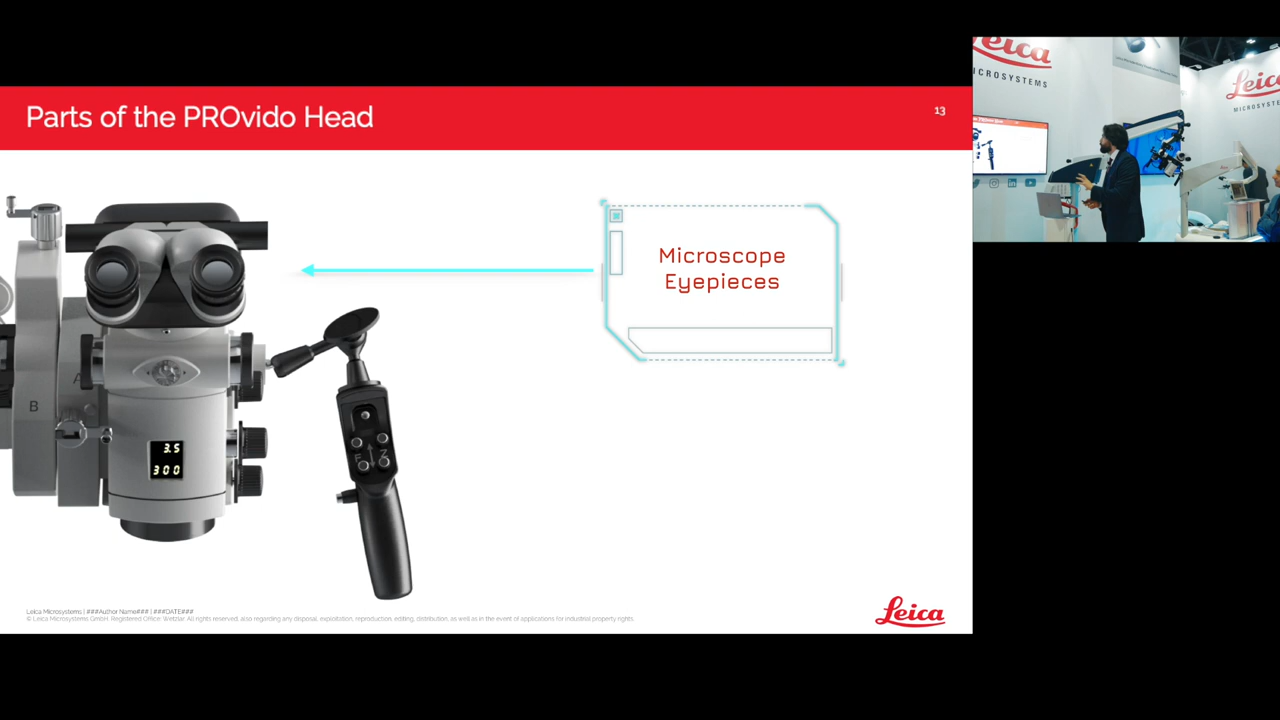 Parts of the PROvido Head
13
Microscope
Eyepieces
B
3.5
300
F
Z
Leica Microsystems | ###Author Name### | ###DATE###
© Leica Microsystems GmbH. Registered Office: Wetzlar. All rights reserved, also regarding any disposal, exploitation, reproduction, editing, distribution, as well as in the event of applications for industrial property rights.
Leica
Leica
MICROSYSTEMS
Leica
MICROSYSTE